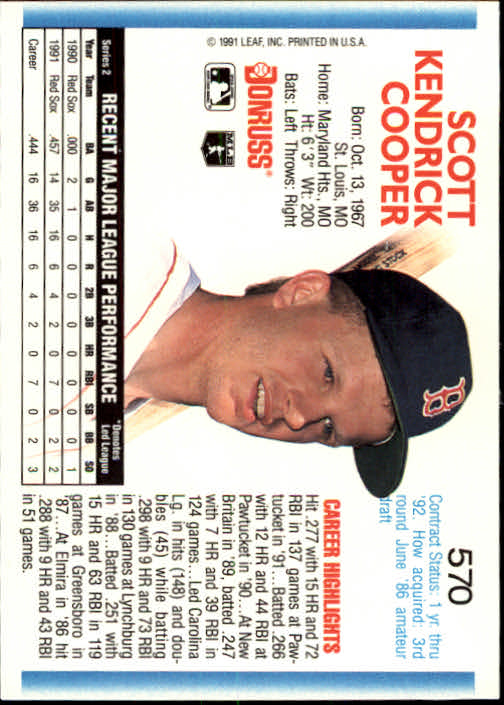 570
SCOTT
KENDRICK
COOPER
Contract Status: 1 yr. thru
'92. How acquired: 3rd
round June '86 amateur
draft
Born: Oct. 13, 1967
St. Louis, MO
Home: Maryland Hts., MO
Ht: 6' 3" Wt: 200
Bats: Left Throws: Right
DONRUSS®
MLB
© 1991 LEAF, INC. PRINTED IN U.S.A.
B
STOCK
CAREER HIGHLIGHTS
Hit .277 with 15 HR and 72
RBI in 137 games at Paw-
tucket in '91...Batted .266
with 12 HR and 44 RBI at
Pawtucket in '90...At New
Britain in '89, batted .247
with 7 HR and 39 RBI in
124 games...Led Carolina
Lg. in hits (148) and dou-
bles (45) while batting
.298 with 9 HR and 73 RBI
in 130 games at Lynchburg
in '88...Batted .251 with
15 HR and 63 RBI in 119
games at Greensboro in
'87...At Elmira in '86 hit
.288 with 9 HR and 43 RBI
in 51 games.
Series 2 RECENT MAJOR LEAGUE PERFORMANCE *Denotes Led League
Year Team BA G AB H R 2B 3B HR RBI SB BB SO
1990 Red Sox .000 2 1 0 0 0 0 0 0 0 0 1
1991 Red Sox .457 14 35 16 6 4 2 0 7 0 2 2
Career .444 16 36 16 6 4 2 0 7 0 2 3